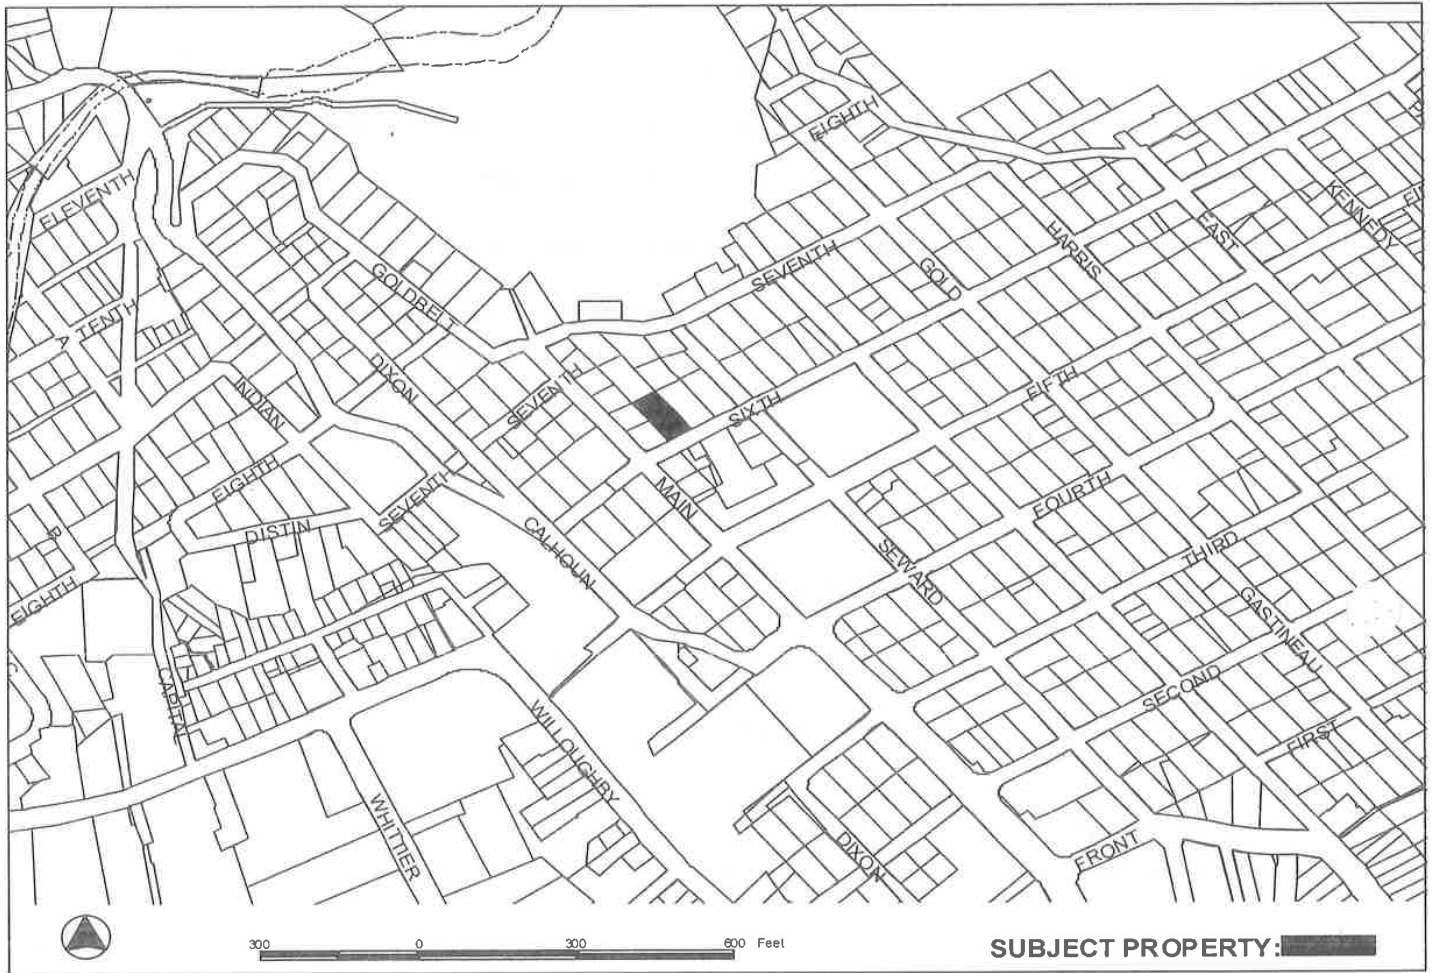 EIGHTH
ELEVENTH
KENNEDY
EAST
HARRIS
SEVENTH
GOLD
GOLDBELT
A
TENTH
DIXON
INDIAN
SEVENTH
SIXTH
FIFTH
EIGHTH
SEVENTH
MAIN
FOURTH
DISTIN
CALHOUN
SEWARD
THIRD
B
EIGHTH
GASTINEAU
CAPITAL
SECOND
WILLOUGHBY
FIRST
WHITTIER
DIXON
FRONT
300 0 300 600 Feet
SUBJECT PROPERTY: